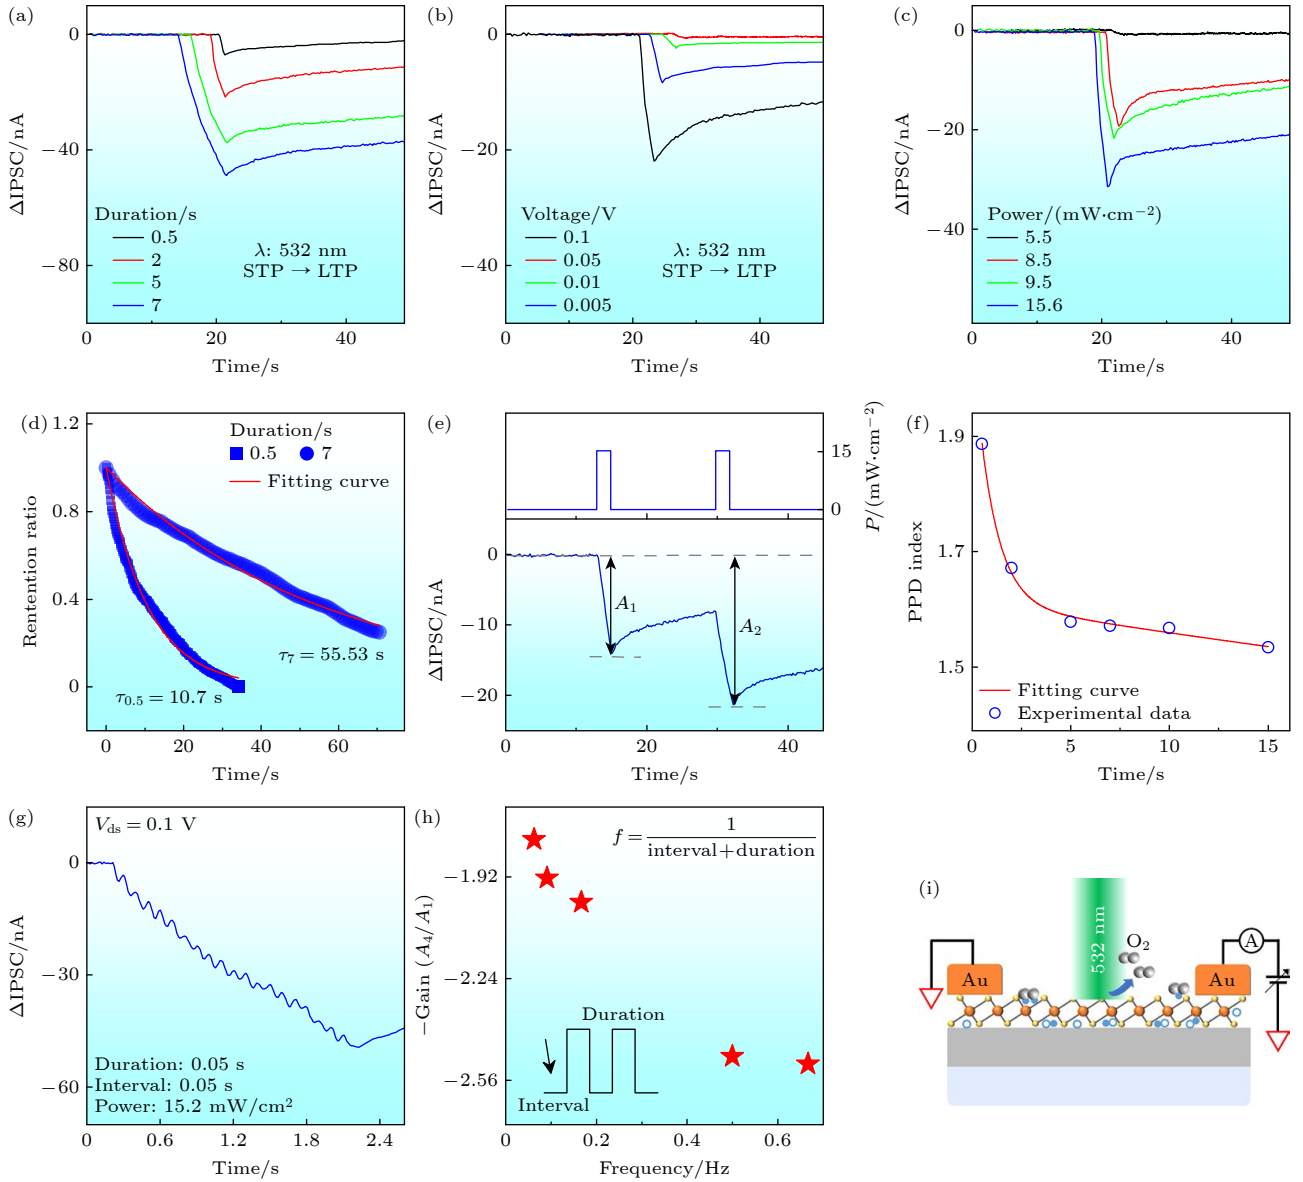 (a)
0
−40
−80
ΔIPSC/nA
Duration/s
0.5
2
5
7
λ: 532 nm
STP → LTP
0 20 40
Time/s
(b)
0
−20
−40
ΔIPSC/nA
Voltage/V
0.1
0.05
0.01
0.005
λ: 532 nm
STP → LTP
0 20 40
Time/s
(c)
0
−20
−40
ΔIPSC/nA
Power/(mW·cm−2)
5.5
8.5
9.5
15.6
0 20 40
Time/s
(d)
1.2
0.8
0.4
0
Rentention ratio
Duration/s
0.5 7
Fitting curve
τ7 = 55.53 s
τ0.5 = 10.7 s
0 20 40 60
Time/s
(e)
15
0
P/(mW·cm−2)
0
−10
−20
ΔIPSC/nA
A1
A2
0 20 40
Time/s
(f)
1.9
1.7
1.5
PPD index
Fitting curve
Experimental data
5 10 15
Time/s
(g)
Vds = 0.1 V
0
−30
−60
ΔIPSC/nA
Duration: 0.05 s
Interval: 0.05 s
Power: 15.2 mW/cm2
0 0.6 1.2 1.8 2.4
Time/s
(h)
f = 1
interval+duration
−1.92
−2.24
−2.56
−Gain (A4/A1)
Duration
Interval
0 0.2 0.4 0.6
Frequency/Hz
(i)
532 nm
O2
A
Au
Au